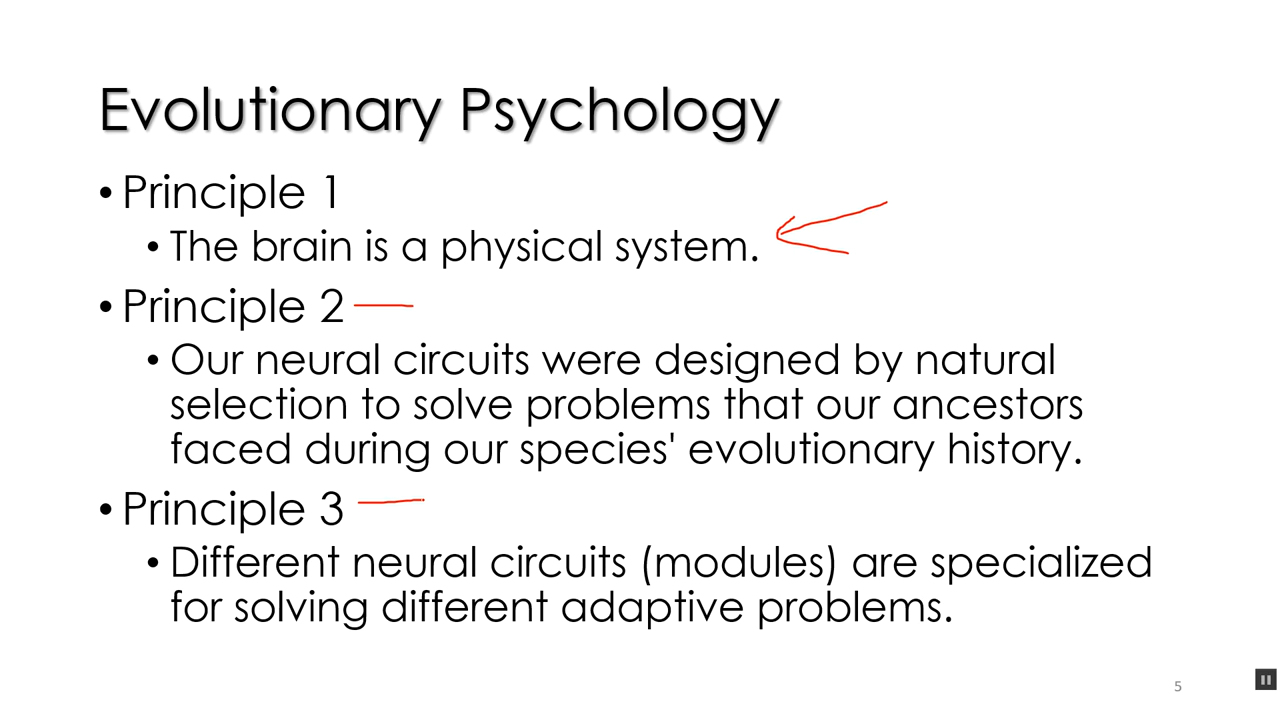 Evolutionary Psychology
• Principle 1
• The brain is a physical system.
• Principle 2
• Our neural circuits were designed by natural
selection to solve problems that our ancestors
faced during our species' evolutionary history.
• Principle 3
• Different neural circuits (modules) are specialized
for solving different adaptive problems.
5